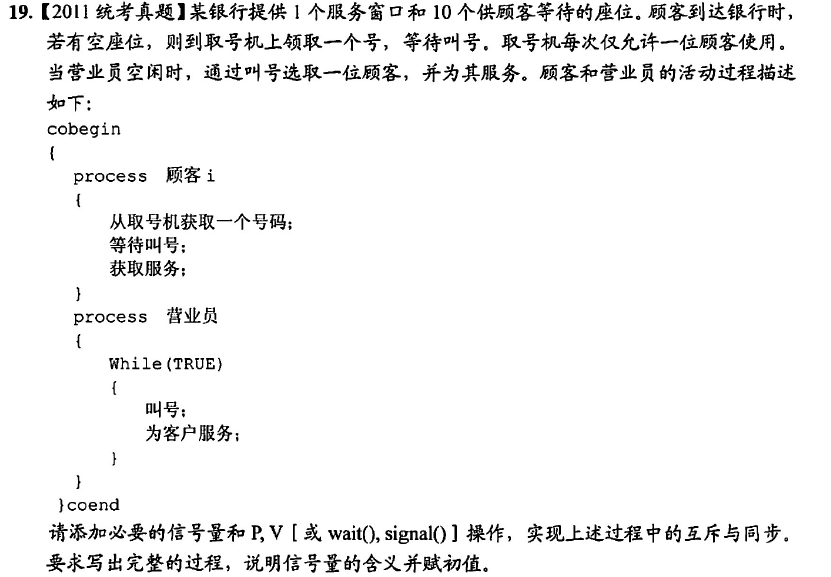 19.【2011 统考真题】某银行提供 1 个服务窗口和 10 个供顾客等待的座位。顾客到达银行时,
若有空座位，则到取号机上领取一个号，等待叫号。取号机每次仅允许一位顾客使用。
当营业员空闲时，通过叫号选取一位顾客，并为其服务。顾客和营业员的活动过程描述
如下：
cobegin
{
process 顾客 i
{
从取号机获取一个号码;
等待叫号;
获取服务;
}
process 营业员
{
While(TRUE)
{
叫号;
为客户服务;
}
}
}coend
请添加必要的信号量和 P, V［或 wait(), signal()］操作，实现上述过程中的互斥与同步。
要求写出完整的过程，说明信号量的含义并赋初值。